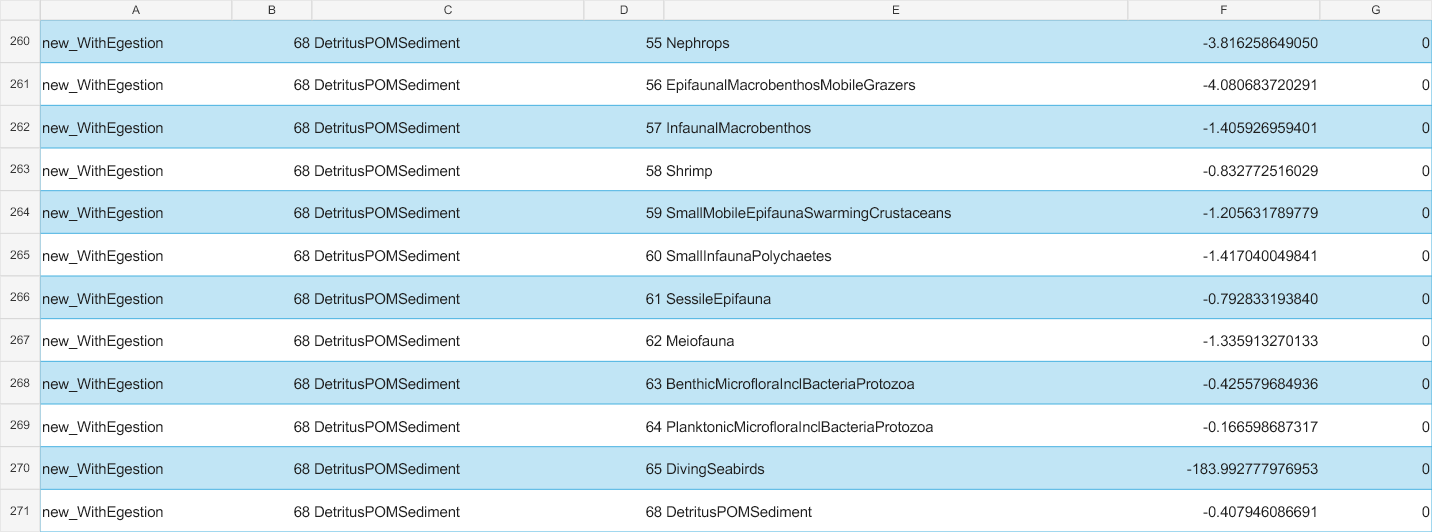 A B C D E F G
260 new_WithEgestion 68 DetritusPOMSediment 55 Nephrops -3.816258649050 0
261 new_WithEgestion 68 DetritusPOMSediment 56 EpifaunalMacrobenthosMobileGrazers -4.080683720291 0
262 new_WithEgestion 68 DetritusPOMSediment 57 InfaunalMacrobenthos -1.405926959401 0
263 new_WithEgestion 68 DetritusPOMSediment 58 Shrimp -0.832772516029 0
264 new_WithEgestion 68 DetritusPOMSediment 59 SmallMobileEpifaunaSwarmingCrustaceans -1.205631789779 0
265 new_WithEgestion 68 DetritusPOMSediment 60 SmallInfaunaPolychaetes -1.417040049841 0
266 new_WithEgestion 68 DetritusPOMSediment 61 SessileEpifauna -0.792833193840 0
267 new_WithEgestion 68 DetritusPOMSediment 62 Meiofauna -1.335913270133 0
268 new_WithEgestion 68 DetritusPOMSediment 63 BenthicMicrofloraInclBacteriaProtozoa -0.425579684936 0
269 new_WithEgestion 68 DetritusPOMSediment 64 PlanktonicMicrofloraInclBacteriaProtozoa -0.166598687317 0
270 new_WithEgestion 68 DetritusPOMSediment 65 DivingSeabirds -183.992777976953 0
271 new_WithEgestion 68 DetritusPOMSediment 68 DetritusPOMSediment -0.407946086691 0